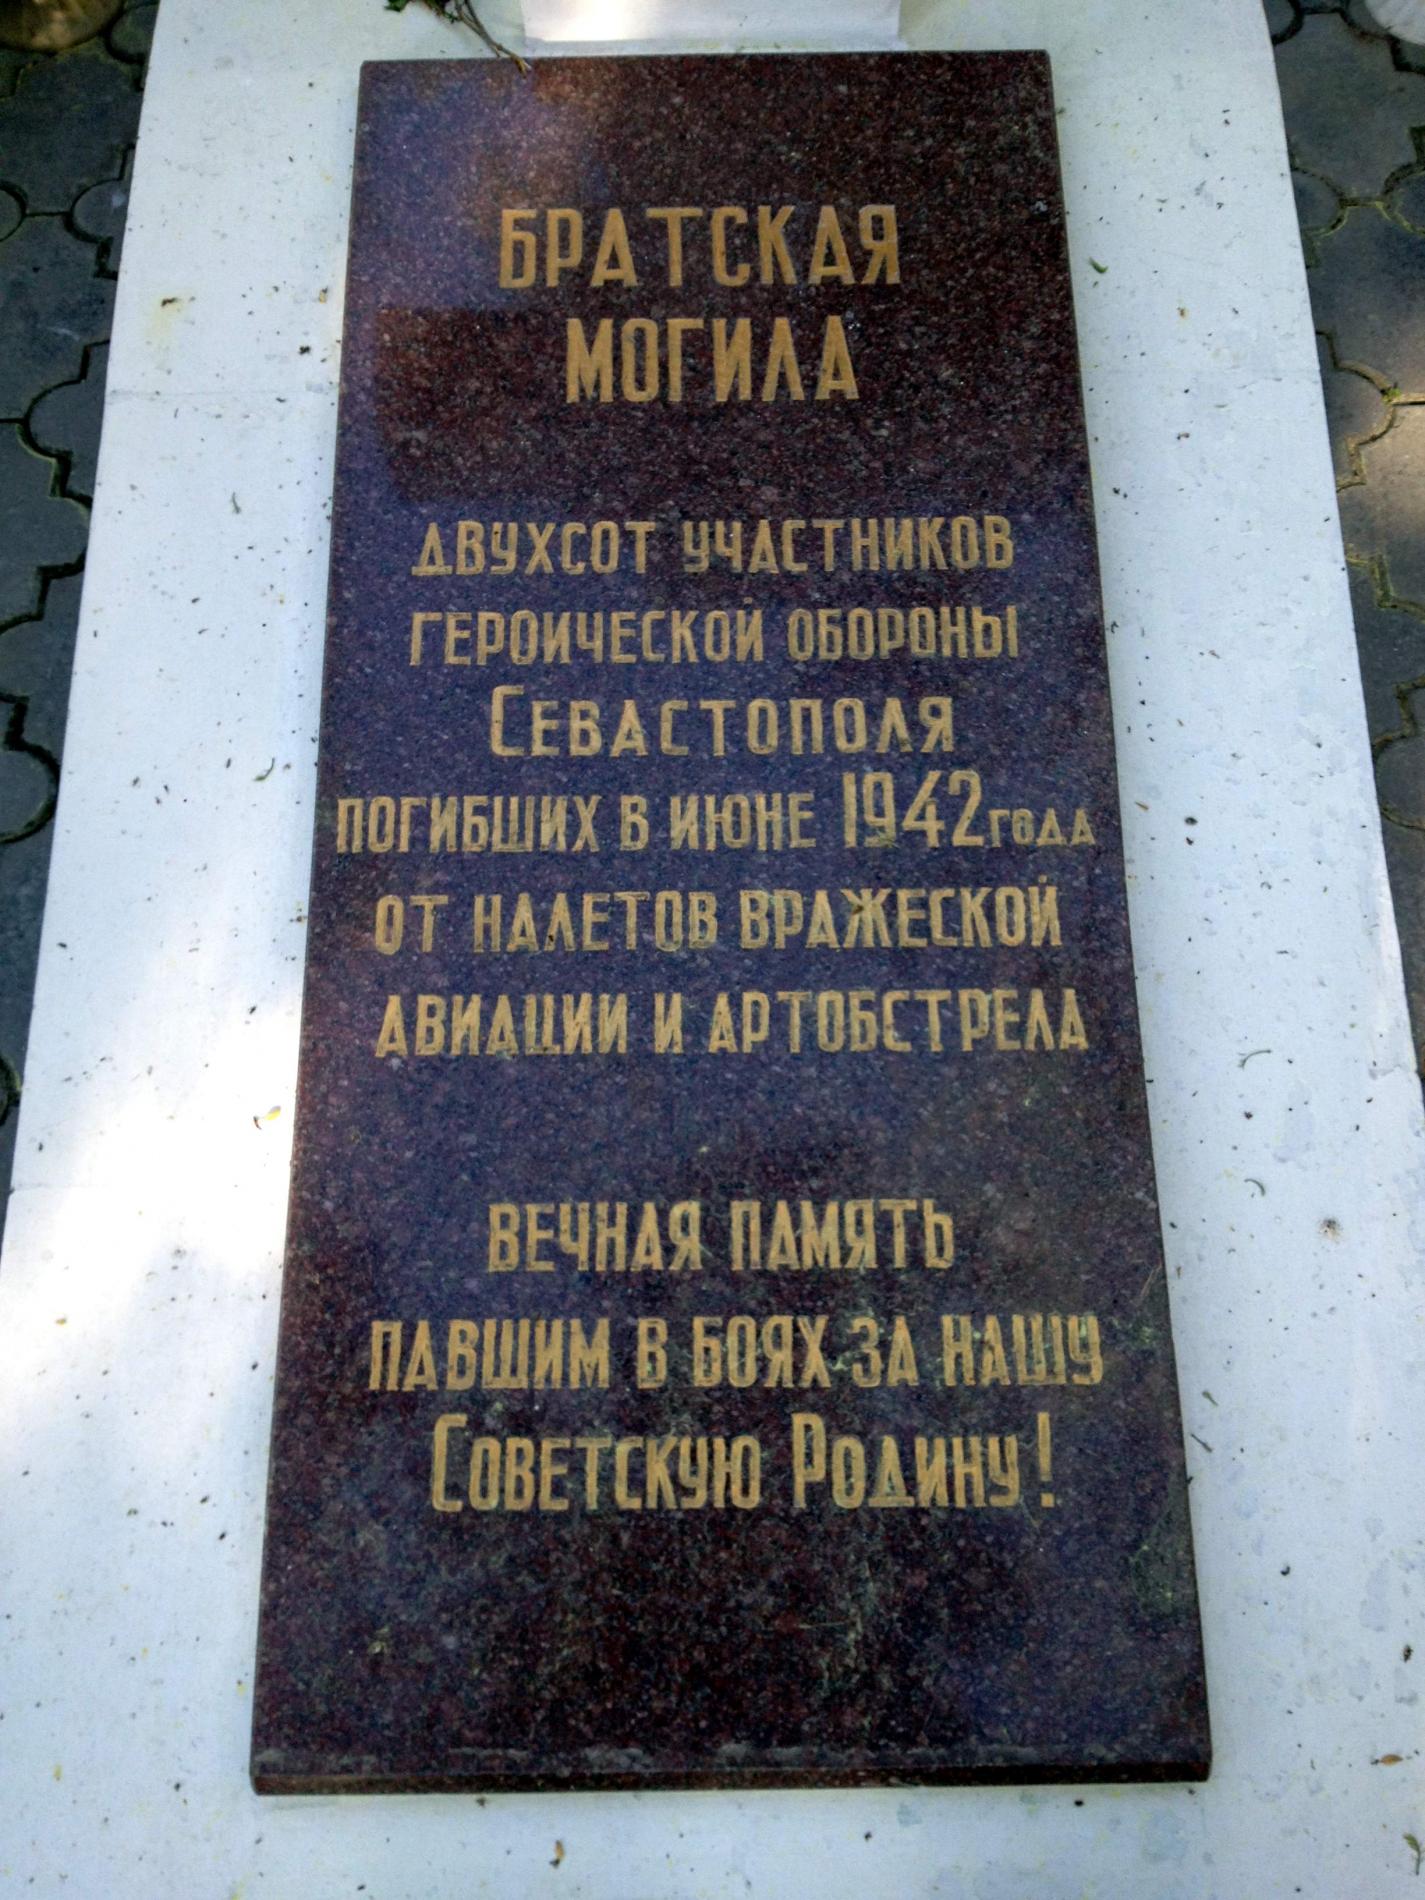 БРАТСКАЯ
МОГИЛА
ДВУХСОТ УЧАСТНИКОВ
ГЕРОИЧЕСКОЙ ОБОРОНЫ
СЕВАСТОПОЛЯ
ПОГИБШИХ В ИЮНЕ 1942 ГОДА
ОТ НАЛЕТОВ ВРАЖЕСКОЙ
АВИАЦИИ И АРТОБСТРЕЛА
ВЕЧНАЯ ПАМЯТЬ
ПАВШИМ В БОЯХ ЗА НАШУ
СОВЕТСКУЮ РОДИНУ!